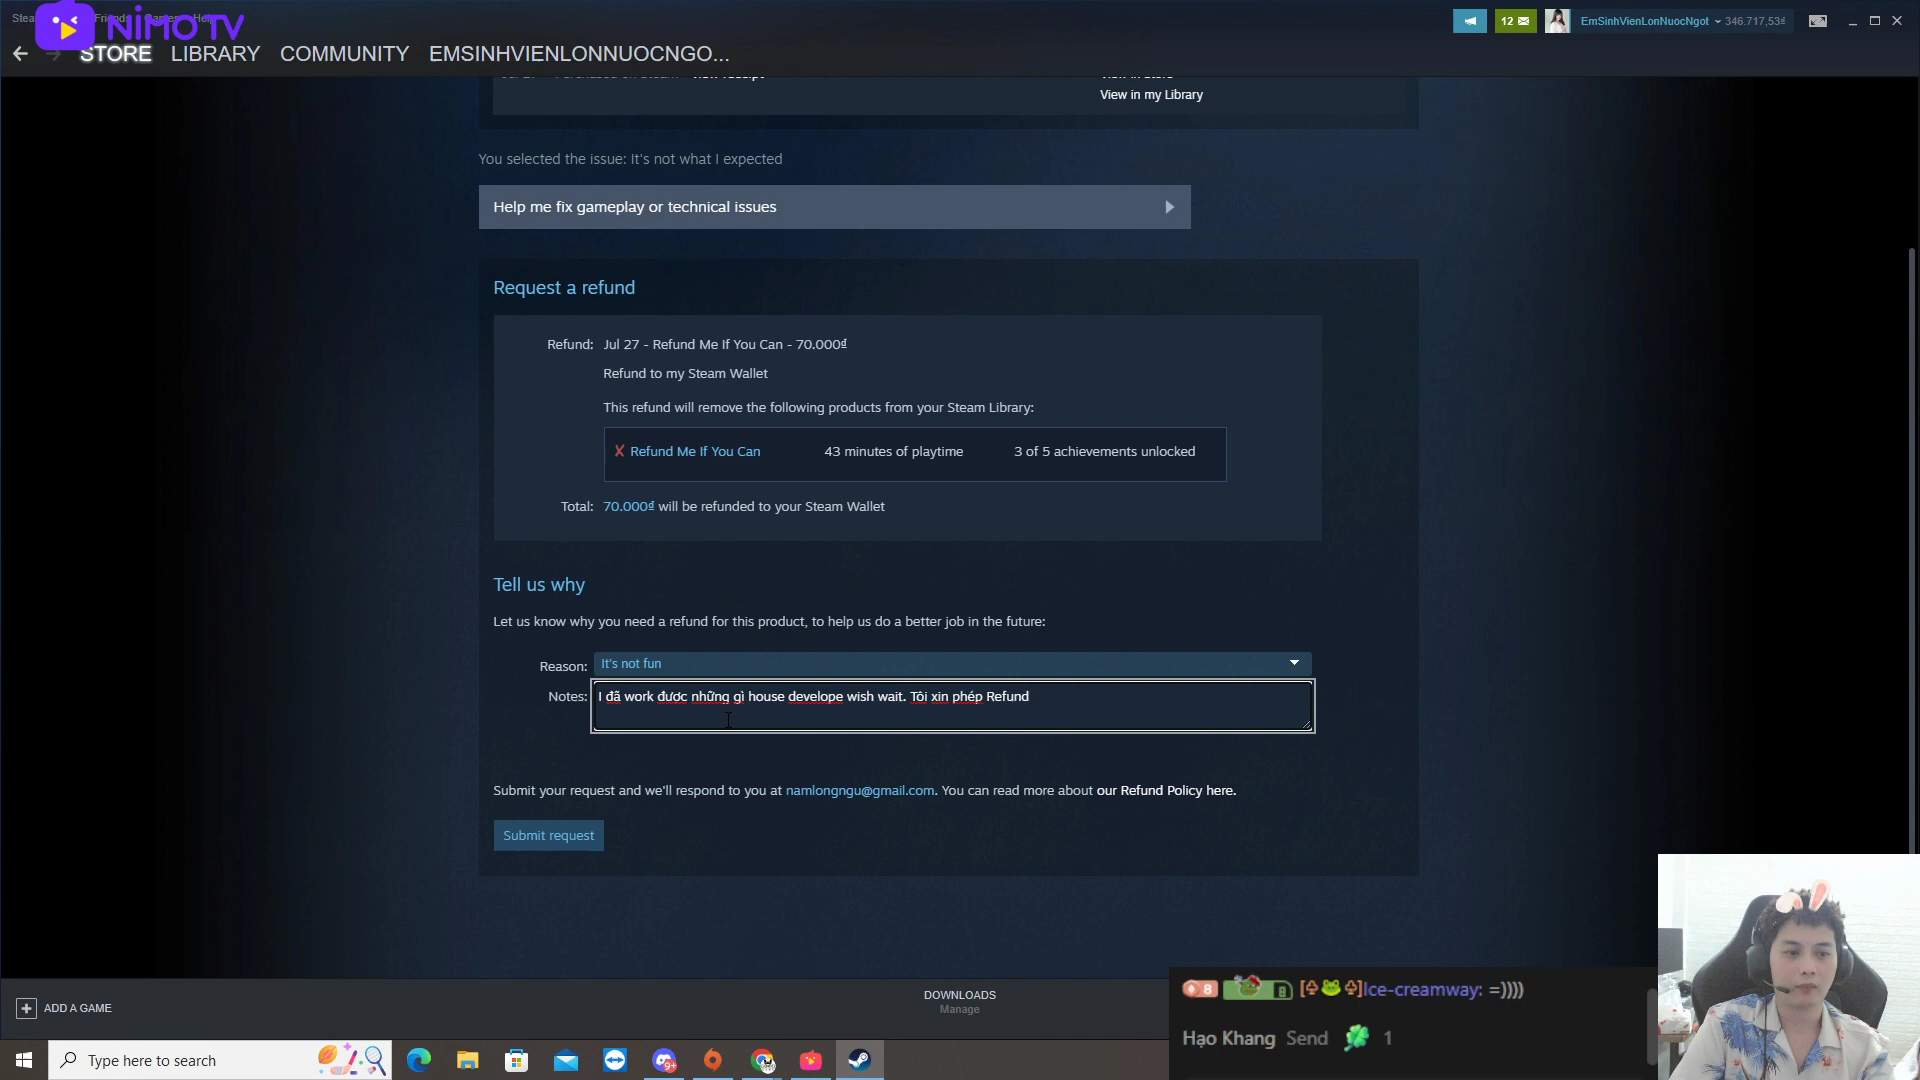 NIMO TV
STORE LIBRARY COMMUNITY EMSINHVIENLONNUOCNGO...
12 EmSinhVienLonNuocNgot 346.717,53₫
View in my Library
You selected the issue: It's not what I expected
Help me fix gameplay or technical issues
Request a refund
Refund: Jul 27 - Refund Me If You Can - 70.000₫
Refund to my Steam Wallet
This refund will remove the following products from your Steam Library:
X Refund Me If You Can 43 minutes of playtime 3 of 5 achievements unlocked
Total: 70.000₫ will be refunded to your Steam Wallet
Tell us why
Let us know why you need a refund for this product, to help us do a better job in the future:
Reason: It's not fun
Notes: I đã work được những gì house develope wish wait. Tôi xin phép Refund
Submit your request and we'll respond to you at namlongngu@gmail.com. You can read more about our Refund Policy here.
Submit request
ADD A GAME
DOWNLOADS
Manage
8 8 Ice-creamway: =))))
Hạo Khang Send 1
Type here to search
9+